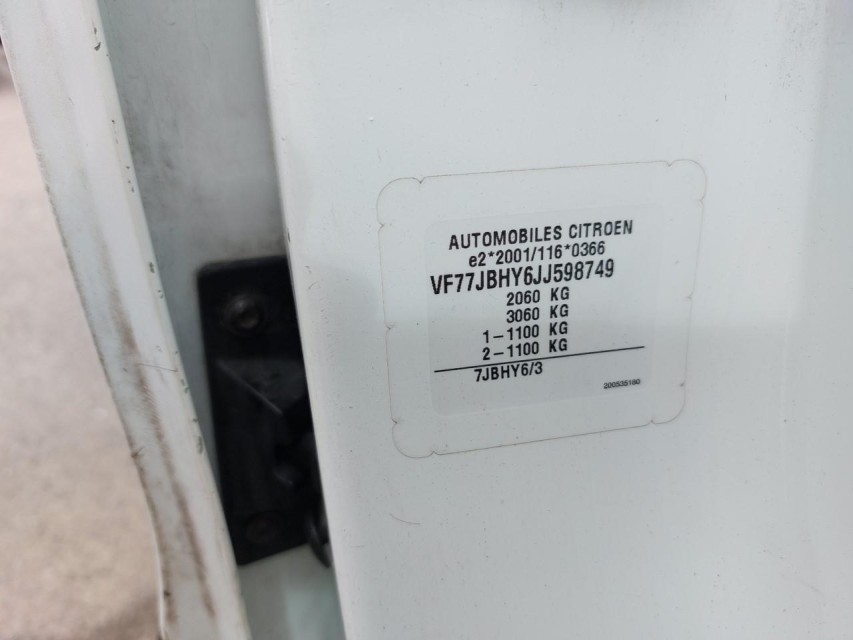 AUTOMOBILES CITROEN
e2*2001/116*0366
VF77JBHY6JJ598749
2060 KG
3060 KG
1-1100 KG
2-1100 KG
7JBHY6/3